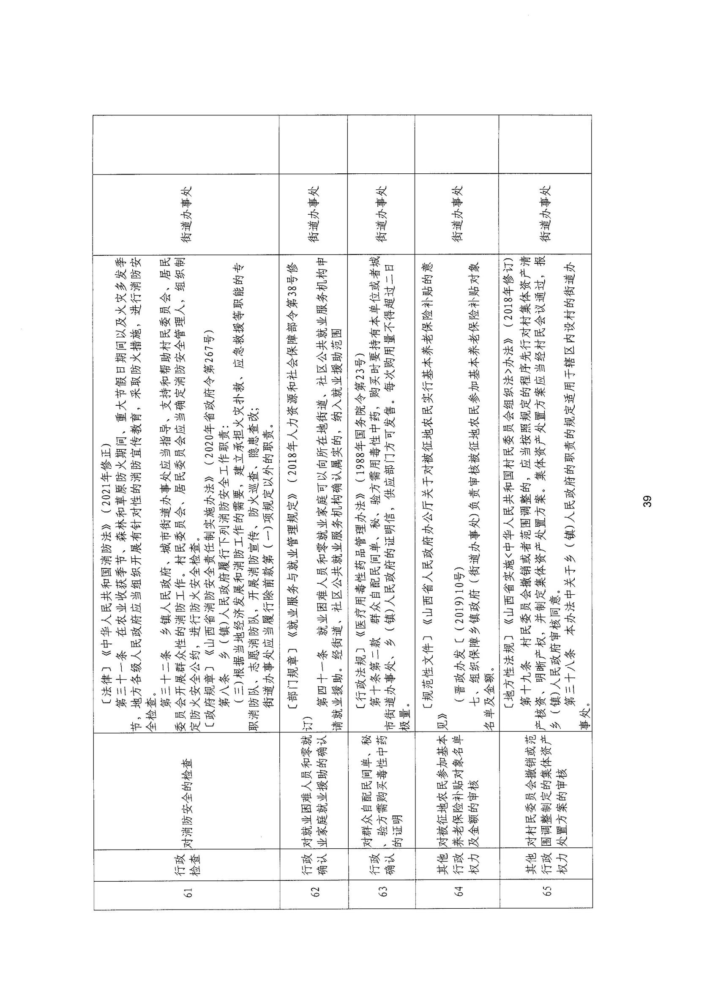 61
行政
检查
对消防安全的检查
〔法律〕《中华人民共和国消防法》（2021年修正）
第三十一条　在农业收获季节、森林和草原防火期间、重大节假日期间以及火灾多发季
节，地方各级人民政府应当组织开展有针对性的消防宣传教育，采取防火措施，进行消防安
全检查。
第三十二条　乡镇人民政府、城市街道办事处应当指导、支持和帮助村民委员会、居民
委员会开展群众性的消防工作。村民委员会、居民委员会应当确定消防安全管理人，组织制
定防火安全公约，进行防火安全检查。
〔政府规章〕《山西省消防安全责任制实施办法》（2020年省政府令第267号）
第八条　乡（镇）人民政府履行下列消防安全工作职责：
（三）根据当地经济发展和消防工作的需要，建立承担火灾扑救、应急救援等职能的专
职消防队、志愿消防队，开展消防宣传、防火巡查、隐患查改；
街道办事处应当履行除前款第（一）项规定以外的职责。
街道办事处
62
行政
确认
对就业困难人员和零就
业家庭就业援助的确认
〔部门规章〕《就业服务与就业管理规定》（2018年人力资源和社会保障部令第38号修
订）
第四十一条　就业困难人员和零就业家庭可以向所在地街道、社区公共就业服务机构申
请就业援助。经街道、社区公共就业服务机构确认属实的，纳入就业援助范围
街道办事处
63
行政
确认
对群众自配民间单、秘
、验方需购买毒性中药
的证明
〔行政法规〕《医疗用毒性药品管理办法》（1988年国务院令第23号）
第十条第二款　群众自配民间单、秘、验方需用毒性中药，购买时要持有本单位或者城
市街道办事处、乡（镇）人民政府的证明信，供应部门方可发售。每次购用量不得超过二日
极量。
街道办事处
64
其他
行政
权力
对被征地农民参加基本
养老保险补贴对象名单
及金额的审核
〔规范性文件〕《山西省人民政府办公厅关于对被征地农民实行基本养老保险补贴的意
见》
（晋政办发〔（2019)10号）
七、组织保障乡镇政府（街道办事处）负责审核被征地农民参加基本养老保险补贴对象
名单及金额。
街道办事处
65
其他
行政
权力
对村民委员会撤销或范
围调整制定的集体资产
处置方案的审核
〔地方性法规〕《山西省实施<中华人民共和国村民委员会组织法>办法》（2018年修订）
第十九条　村民委员会撤销或者范围调整的，应当按照规定的程序先行对村集体资产清
产核资、明晰产权，并制定集体资产处置方案。集体资产处置方案应当经村民会议通过，报
乡（镇）人民政府审核同意。
第三十八条　本办法中关于乡（镇）人民政府的职责的规定适用于辖区内设村的街道办
事处。
街道办事处
39